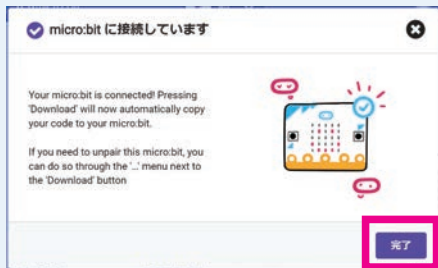 micro:bit に接続しています
Your micro:bit is connected! Pressing
'Download' will now automatically copy
your code to your micro:bit.
If you need to unpair this micro:bit, you
can do so through the '...' menu next to
the 'Download' button
完了